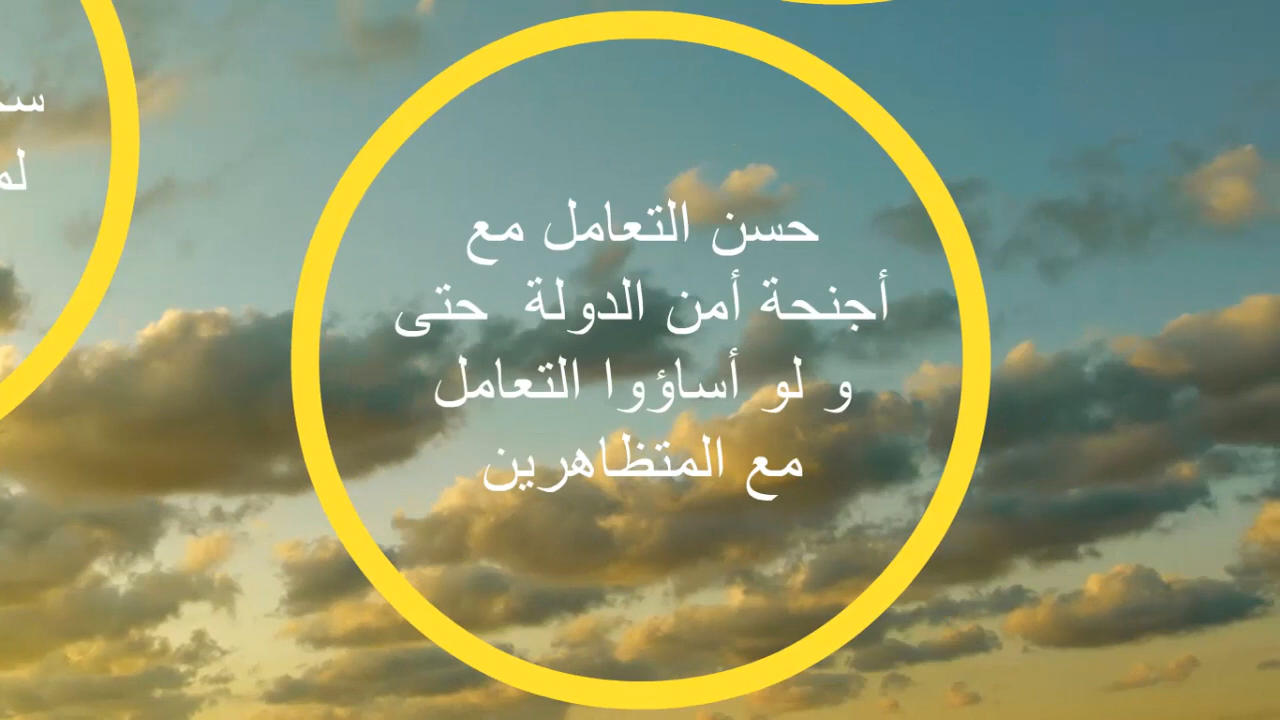 حسن التعامل مع
أجنحة أمن الدولة حتى
و لو أساؤوا التعامل
مع المتظاهرين